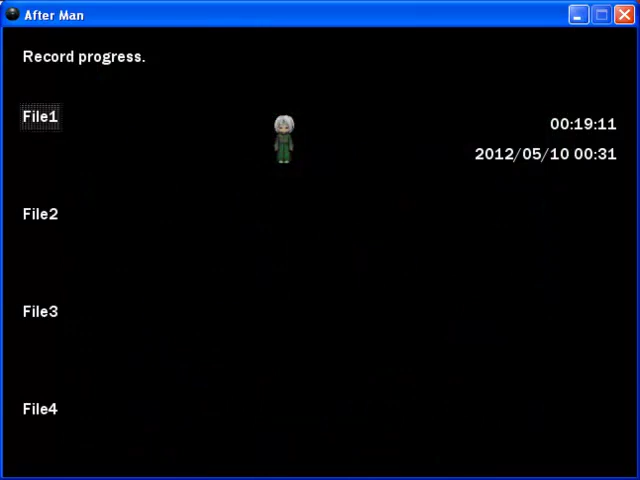 After Man
Record progress.
File1
00:19:11
2012/05/10 00:31
File2
File3
File4